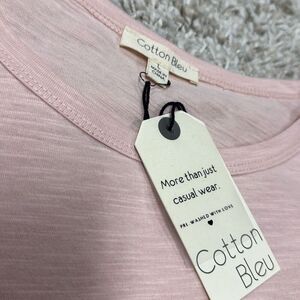 Cotton Bleu
L
More than just
casual wear.
PRE-WASHED WITH LOVE
Cotton
Bleu